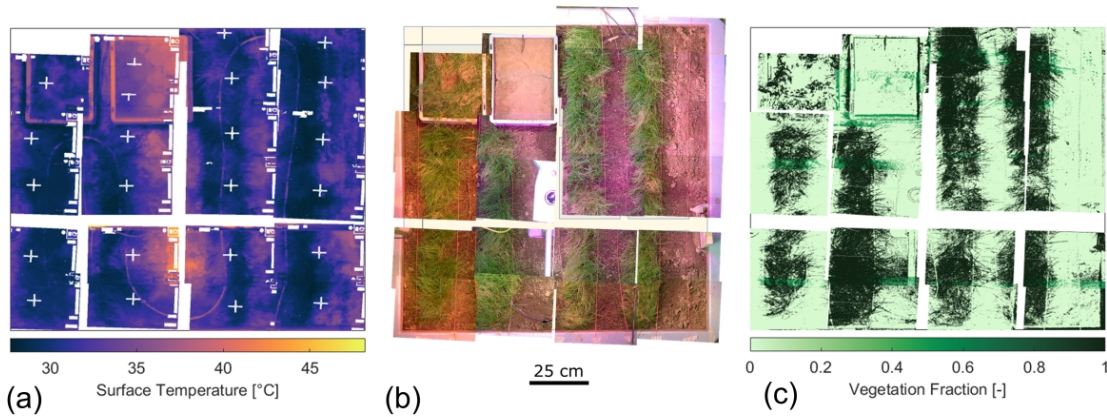 30 35 40 45
Surface Temperature [°C]
(a)
(b)
25 cm
0 0.2 0.4 0.6 0.8 1
Vegetation Fraction [-]
(c)